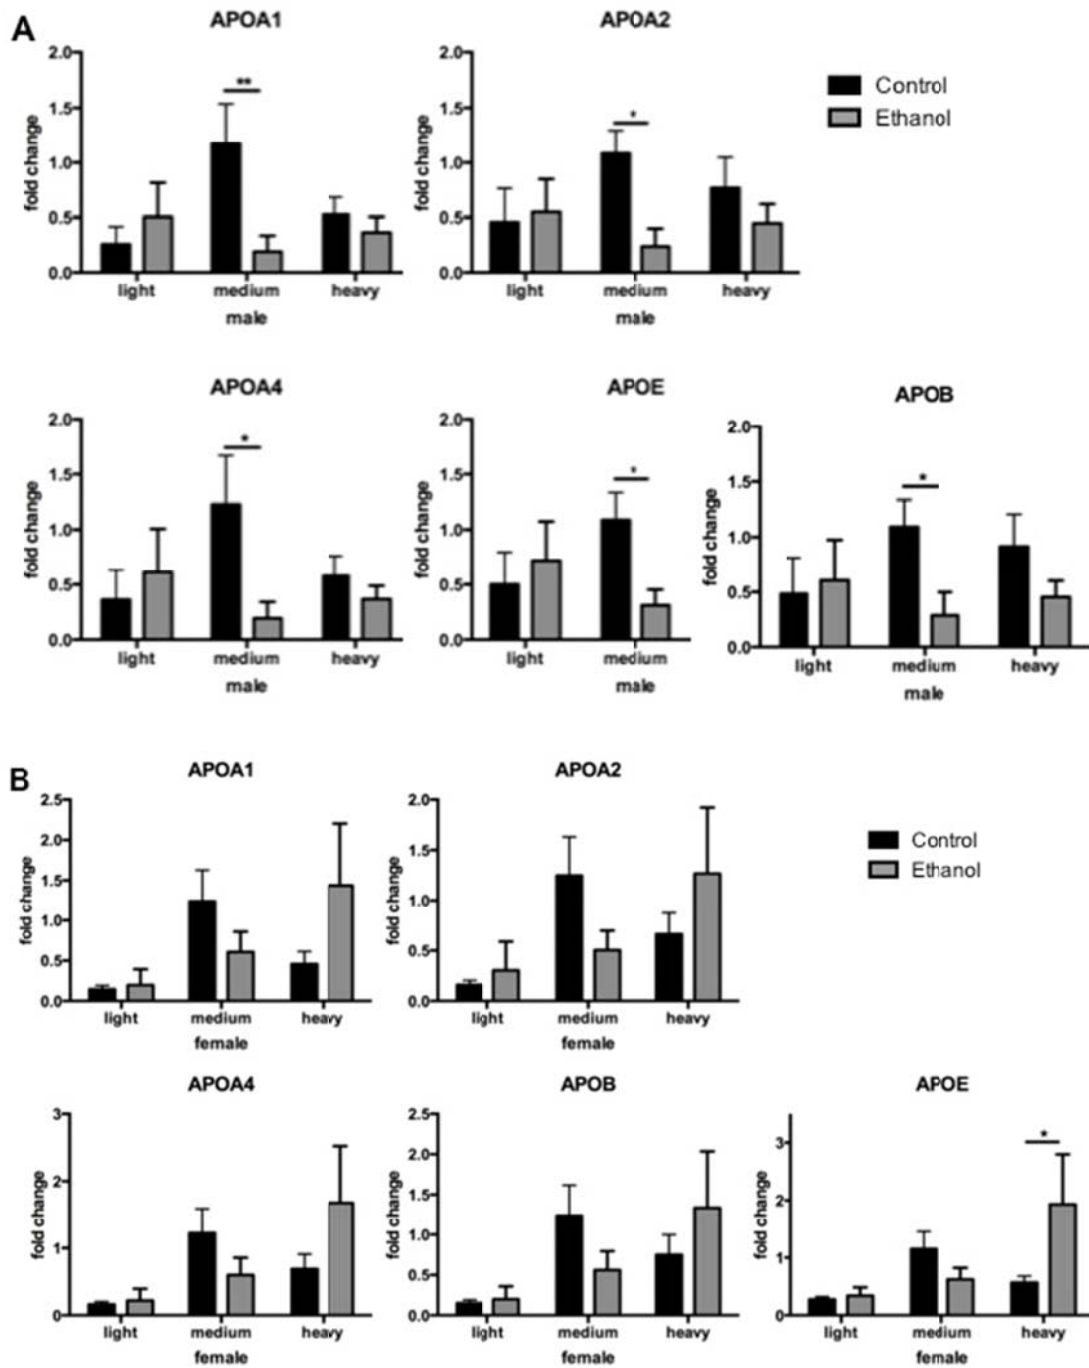 A
APOA1
APOA2
Control
Ethanol
fold change
2.0
1.5
1.0
0.5
0.0
**
light medium heavy
male
fold change
2.0
1.5
1.0
0.5
0.0
*
light medium heavy
male
APOA4
APOE
APOB
fold change
2.0
1.5
1.0
0.5
0.0
*
light medium heavy
male
fold change
2.0
1.5
1.0
0.5
0.0
*
light medium
male
fold change
2.0
1.5
1.0
0.5
0.0
*
light medium heavy
male
B
APOA1
APOA2
Control
Ethanol
fold change
2.5
2.0
1.5
1.0
0.5
0.0
light medium heavy
female
fold change
2.0
1.5
1.0
0.5
0.0
light medium heavy
female
APOA4
APOB
APOE
fold change
3
2
1
0
light medium heavy
female
fold change
2.5
2.0
1.5
1.0
0.5
0.0
light medium heavy
female
fold change
3
2
1
0
*
light medium heavy
female